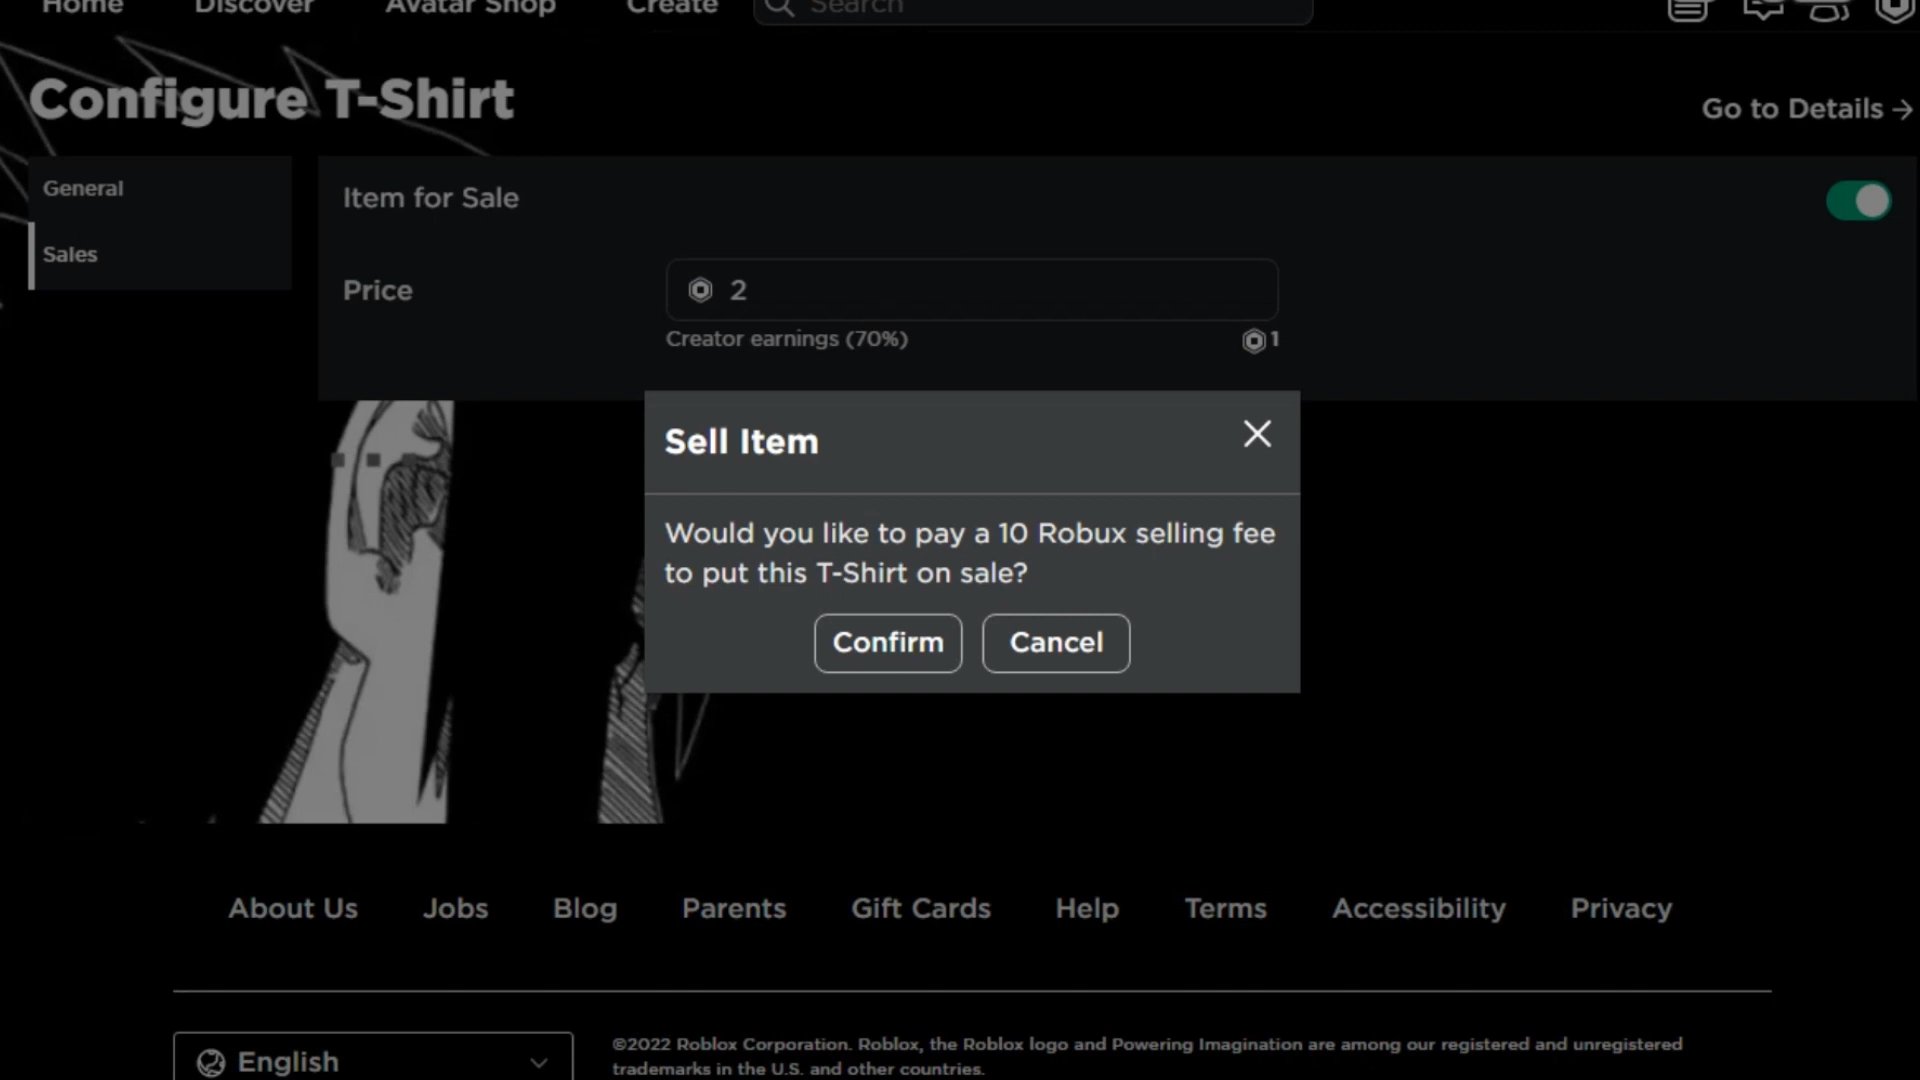 Home Discover Avatar Shop Create Search
Configure T-Shirt
Go to Details →
General
Sales
Item for Sale
Price
2
Creator earnings (70%) 1
Sell Item
Would you like to pay a 10 Robux selling fee
to put this T-Shirt on sale?
Confirm Cancel
About Us Jobs Blog Parents Gift Cards Help Terms Accessibility Privacy
English
©2022 Roblox Corporation. Roblox, the Roblox logo and Powering Imagination are among our registered and unregistered
trademarks in the U.S. and other countries.